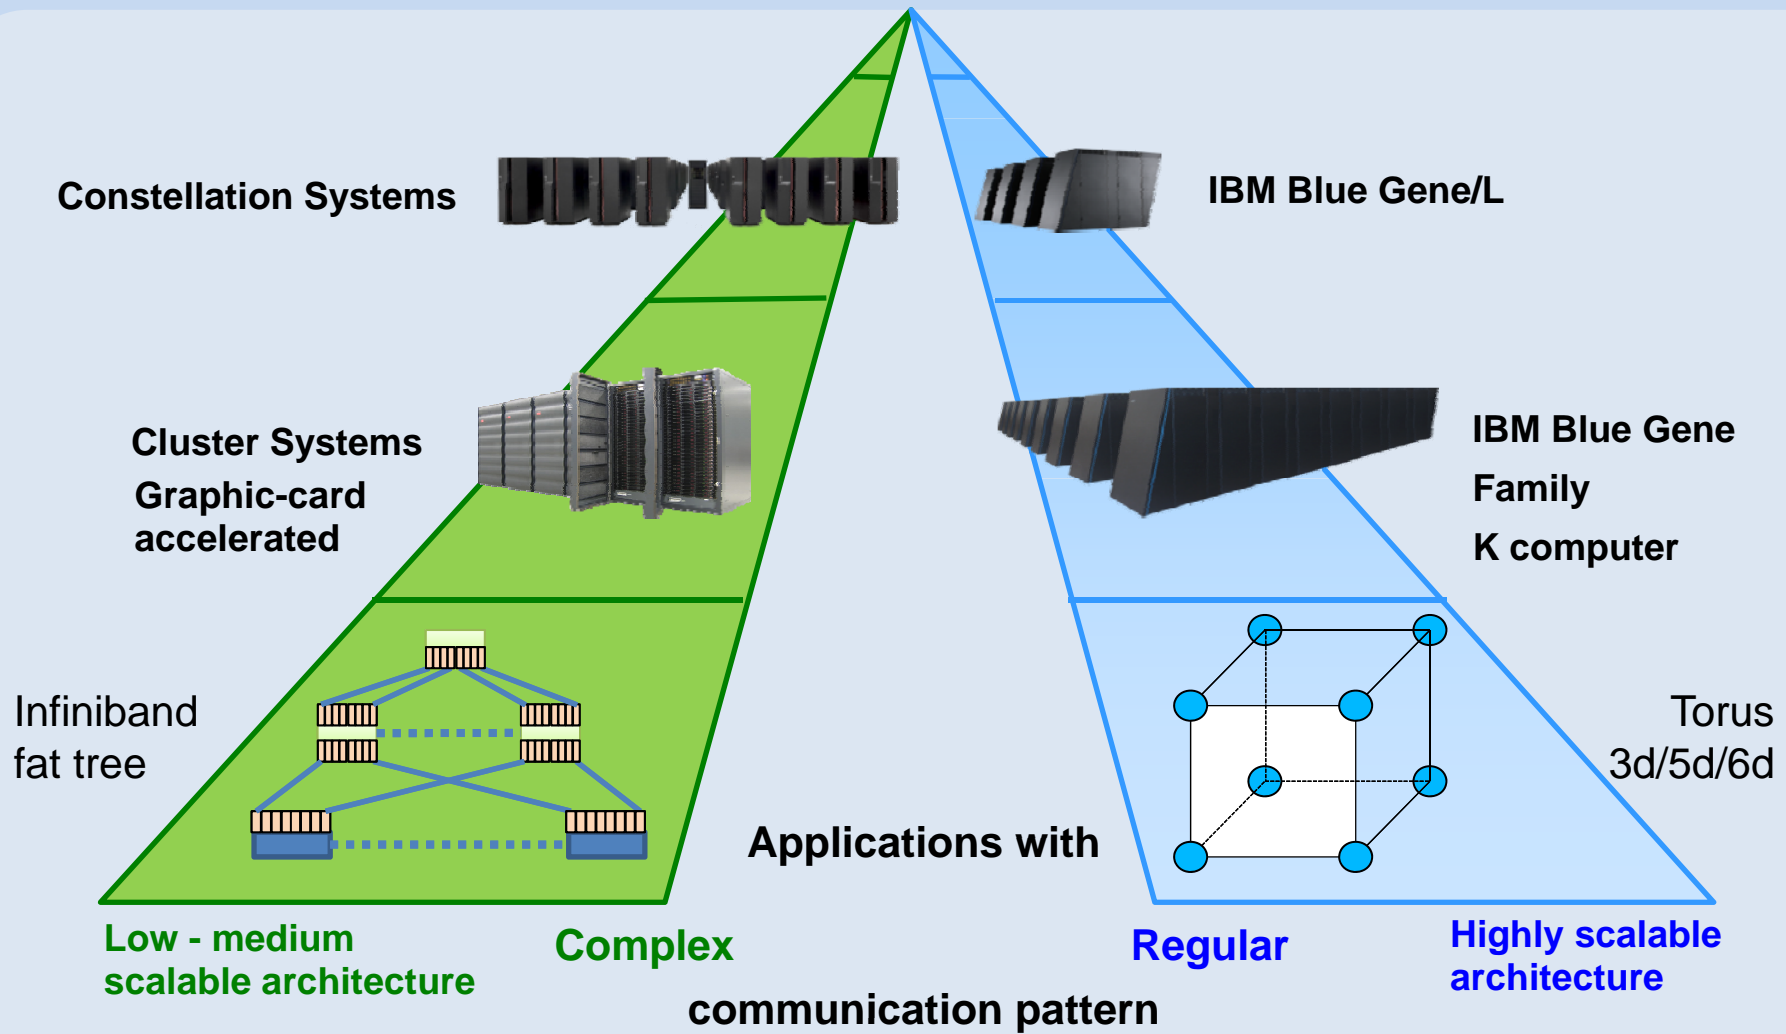 Constellation Systems
IBM Blue Gene/L
Cluster Systems
Graphic-card
accelerated
IBM Blue Gene
Family
K computer
Infiniband
fat tree
Torus
3d/5d/6d
Applications with
Low - medium
scalable architecture
Complex
Regular
Highly scalable
architecture
communication pattern